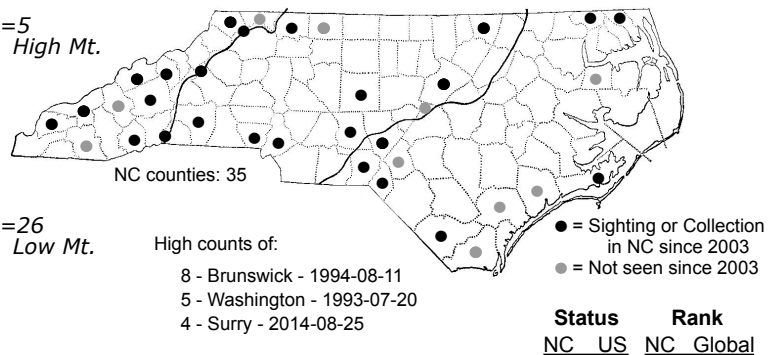 =5
High Mt.
NC counties: 35
=26
Low Mt.
High counts of:
8 - Brunswick - 1994-08-11
5 - Washington - 1993-07-20
4 - Surry - 2014-08-25
= Sighting or Collection
in NC since 2003
= Not seen since 2003
Status Rank
NC US NC Global